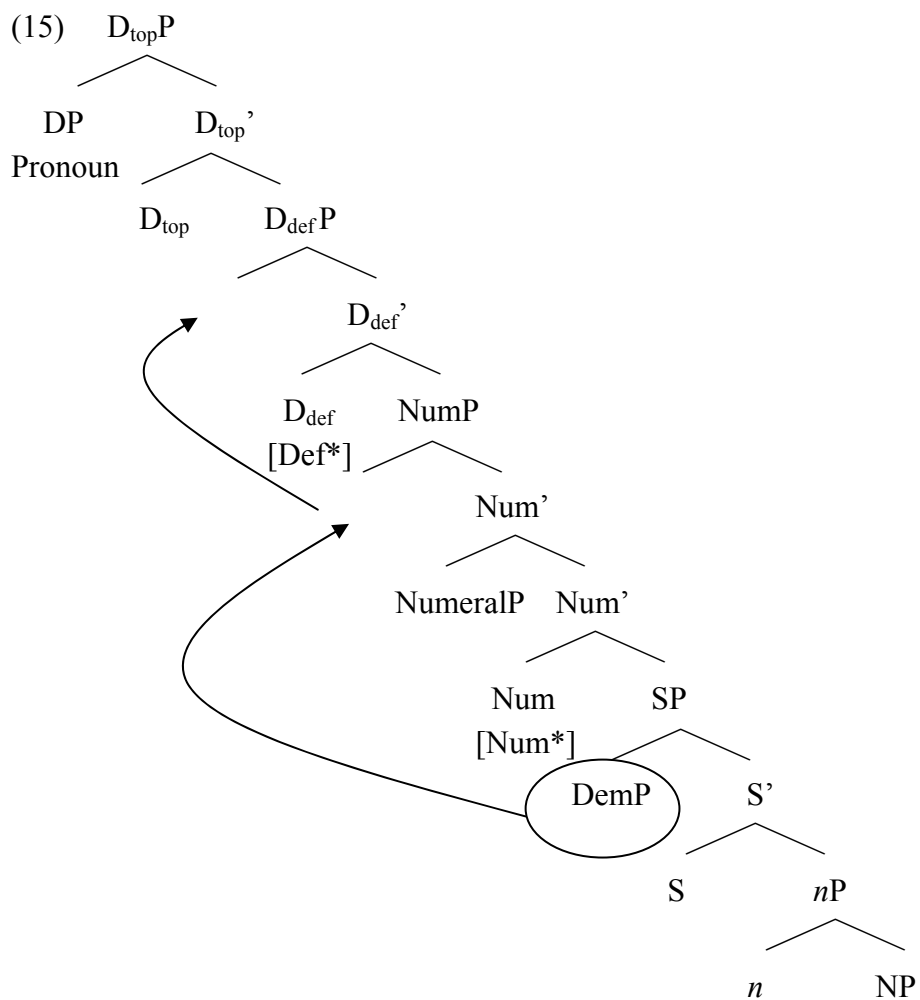 (15) DtopP
DP Dtop’
Pronoun
Dtop DdefP
Ddef’
Ddef NumP
[Def*]
Num’
NumeralP Num’
Num SP
[Num*]
DemP S’
S nP
n NP